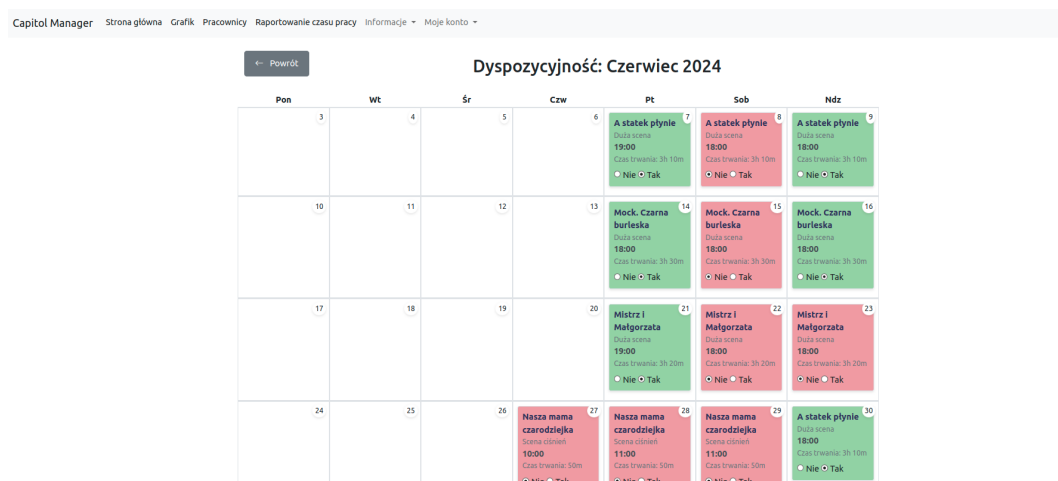 Capitol Manager Strona główna Grafik Pracownicy Raportowanie czasu pracy Informacje Moje konto
← Powrót
Dyspozycyjność: Czerwiec 2024
Pon Wt Śr Czw Pt Sob Ndz
3
4
5
6
7
A statek płynie
Duża scena
19:00
Czas trwania: 3h 10m
Nie Tak
8
A statek płynie
Duża scena
18:00
Czas trwania: 3h 10m
Nie Tak
9
A statek płynie
Duża scena
18:00
Czas trwania: 3h 10m
Nie Tak
10
11
12
13
14
Mock. Czarna
burleska
Duża scena
18:00
Czas trwania: 3h 30m
Nie Tak
15
Mock. Czarna
burleska
Duża scena
18:00
Czas trwania: 3h 30m
Nie Tak
16
Mock. Czarna
burleska
Duża scena
18:00
Czas trwania: 3h 30m
Nie Tak
17
18
19
20
21
Mistrz i
Małgorzata
Duża scena
19:00
Czas trwania: 3h 20m
Nie Tak
22
Mistrz i
Małgorzata
Duża scena
18:00
Czas trwania: 3h 20m
Nie Tak
23
Mistrz i
Małgorzata
Duża scena
18:00
Czas trwania: 3h 20m
Nie Tak
24
25
26
27
Nasza mama
czarodziejka
Scena ciśnień
10:00
Czas trwania: 50m
Nie Tak
28
Nasza mama
czarodziejka
Scena ciśnień
11:00
Czas trwania: 50m
Nie Tak
29
Nasza mama
czarodziejka
Scena ciśnień
11:00
Czas trwania: 50m
Nie Tak
30
A statek płynie
Duża scena
18:00
Czas trwania: 3h 10m
Nie Tak